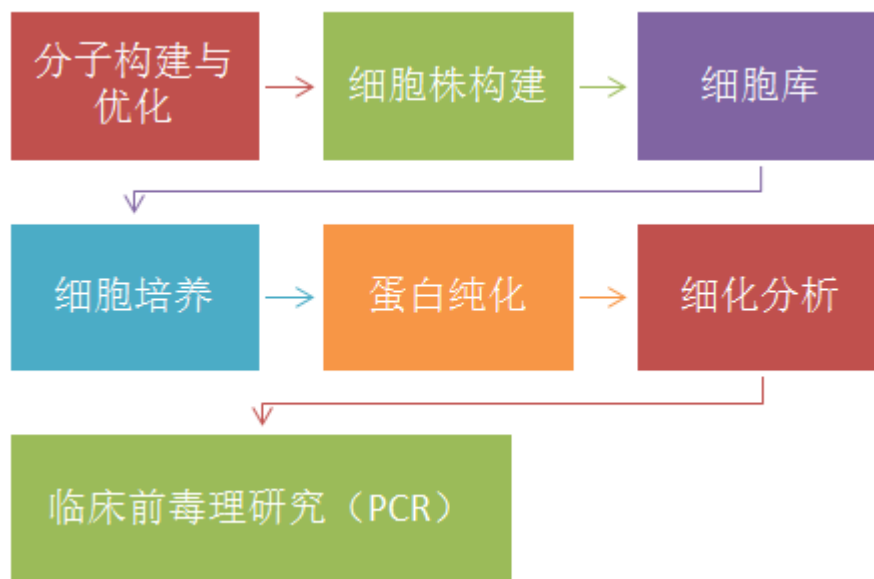 分子构建与
优化
细胞株构建
细胞库
细胞培养
蛋白纯化
细化分析
临床前毒理研究（PCR）